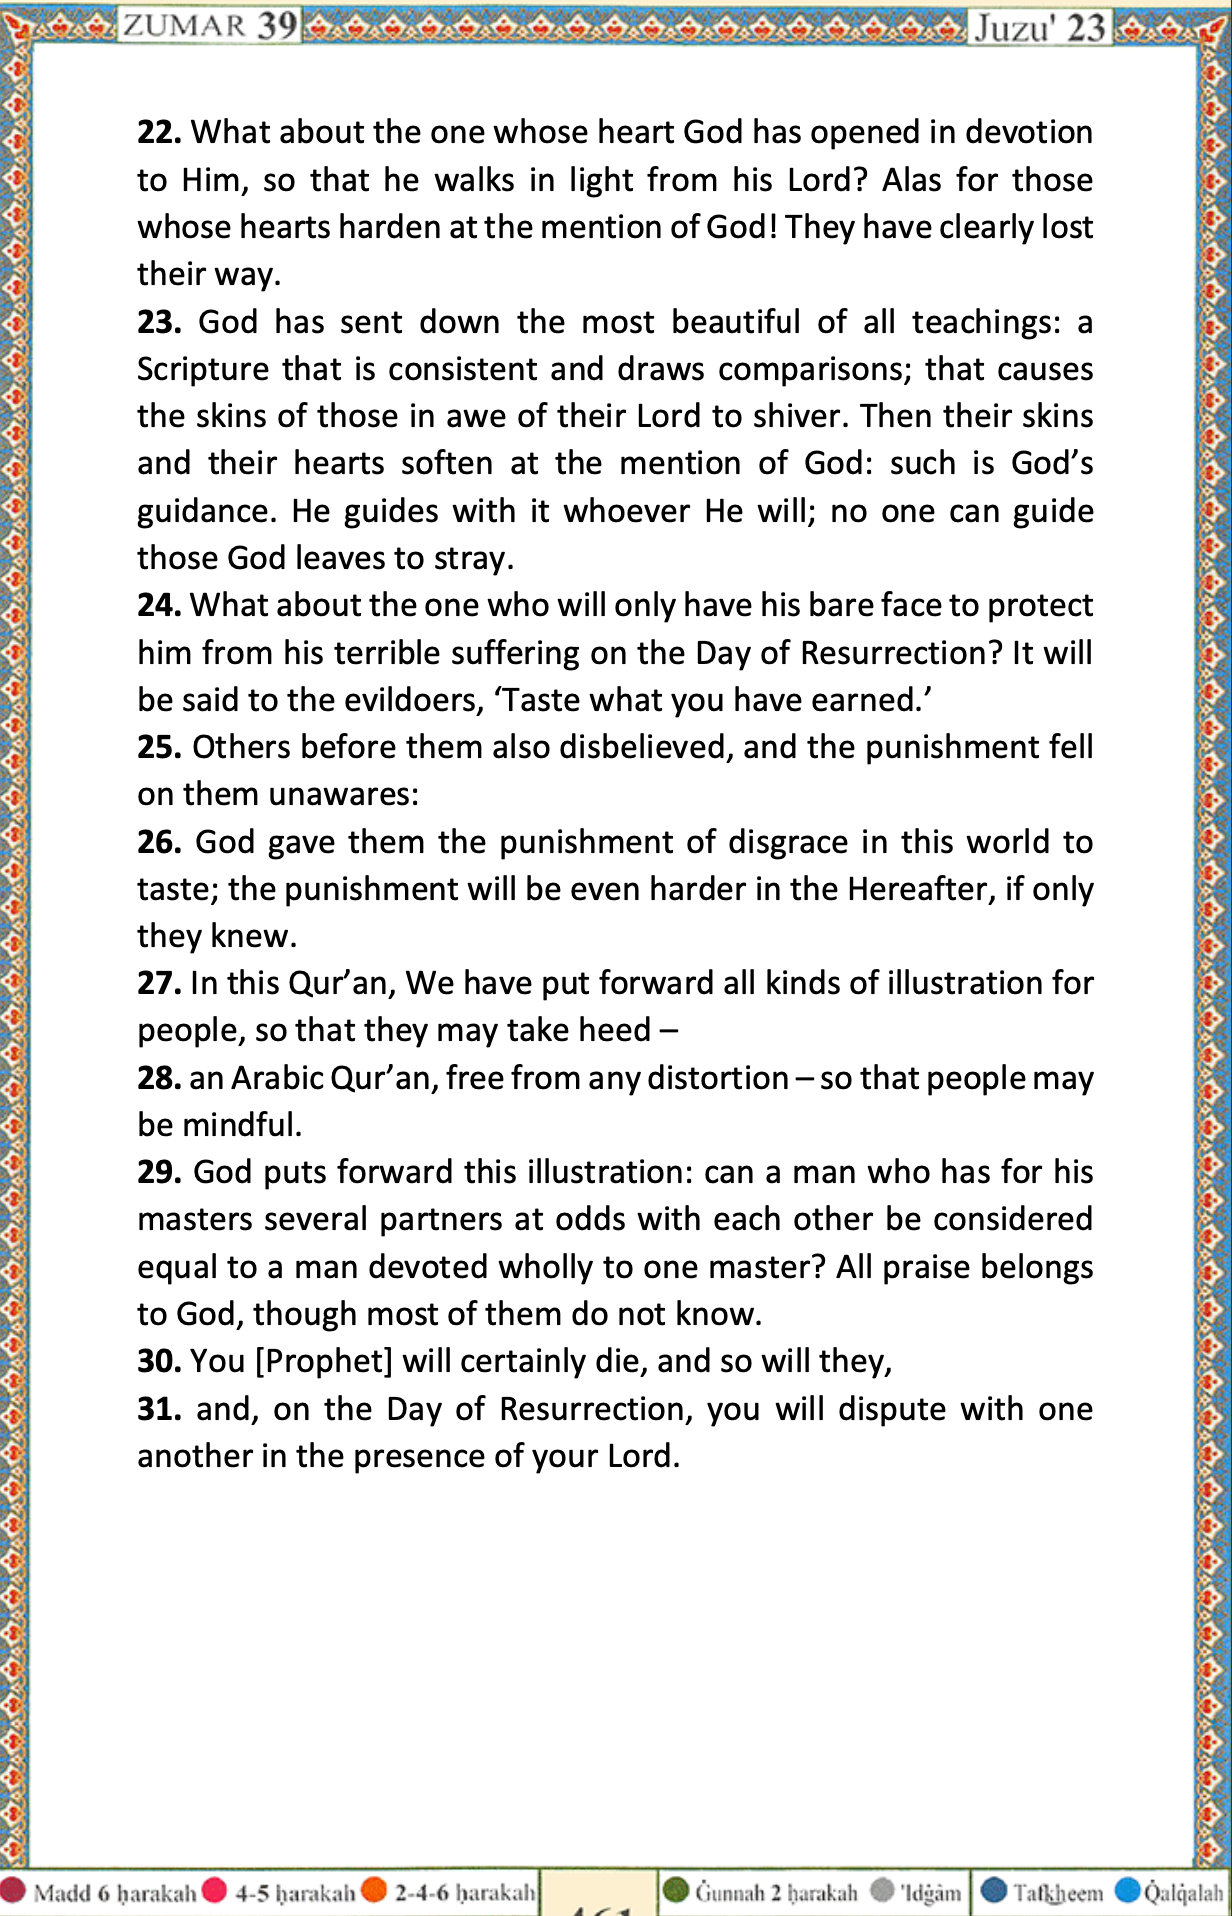 ZUMAR 39
Juzu' 23
22. What about the one whose heart God has opened in devotion
to Him, so that he walks in light from his Lord? Alas for those
whose hearts harden at the mention of God! They have clearly lost
their way.
23. God has sent down the most beautiful of all teachings: a
Scripture that is consistent and draws comparisons; that causes
the skins of those in awe of their Lord to shiver. Then their skins
and their hearts soften at the mention of God: such is God’s
guidance. He guides with it whoever He will; no one can guide
those God leaves to stray.
24. What about the one who will only have his bare face to protect
him from his terrible suffering on the Day of Resurrection? It will
be said to the evildoers, ‘Taste what you have earned.’
25. Others before them also disbelieved, and the punishment fell
on them unawares:
26. God gave them the punishment of disgrace in this world to
taste; the punishment will be even harder in the Hereafter, if only
they knew.
27. In this Qur’an, We have put forward all kinds of illustration for
people, so that they may take heed –
28. an Arabic Qur’an, free from any distortion – so that people may
be mindful.
29. God puts forward this illustration: can a man who has for his
masters several partners at odds with each other be considered
equal to a man devoted wholly to one master? All praise belongs
to God, though most of them do not know.
30. You [Prophet] will certainly die, and so will they,
31. and, on the Day of Resurrection, you will dispute with one
another in the presence of your Lord.
Madd 6 ḥarakah 4-5 ḥarakah 2-4-6 ḥarakah 461 Ġunnah 2 ḥarakah 'Idġâm Tafkheem Q̇alq̇alah